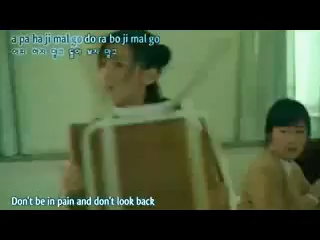 a pa ha ji mal go do ra bo ji mal go
아파 하지 말고 돌아 보지 말고
Don't be in pain and don't look back